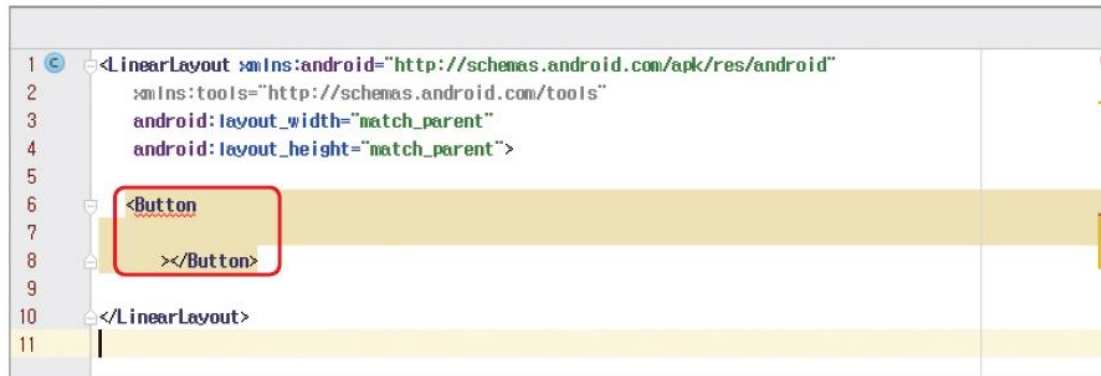 1 C <LinearLayout xmlns:android="http://schemas.android.com/apk/res/android"
2 xmlns:tools="http://schemas.android.com/tools"
3 android:layout_width="match_parent"
4 android:layout_height="match_parent">
5
6 <Button
7
8 ></Button>
9
10 </LinearLayout>
11